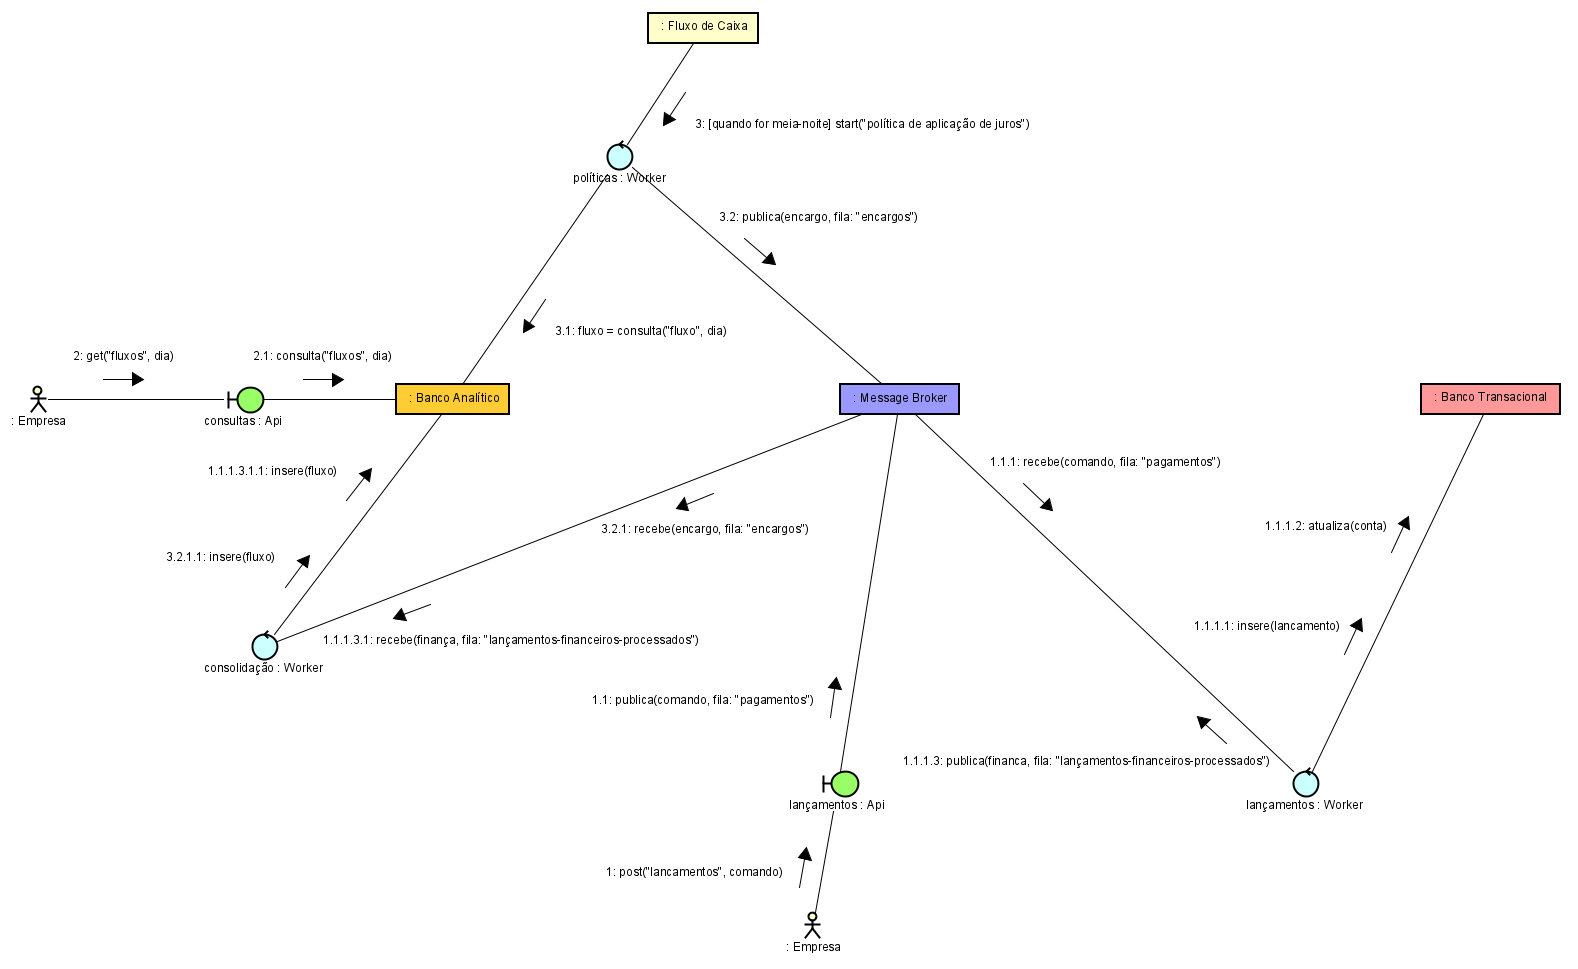 : Fluxo de Caixa
3: [quando for meia-noite] start("política de aplicação de juros")
políticas : Worker
3.2: publica(encargo, fila: "encargos")
3.1: fluxo = consulta("fluxo", dia)
2: get("fluxos", dia)
2.1: consulta("fluxos", dia)
: Banco Analítico
: Message Broker
: Banco Transacional
: Empresa
consultas : Api
1.1.1.3.1.1: insere(fluxo)
1.1.1: recebe(comando, fila: "pagamentos")
3.2.1: recebe(encargo, fila: "encargos")
1.1.1.2: atualiza(conta)
3.2.1.1: insere(fluxo)
1.1.1.1: insere(lancamento)
1.1.1.3.1: recebe(finança, fila: "lançamentos-financeiros-processados")
consolidação : Worker
1.1: publica(comando, fila: "pagamentos")
1.1.1.3: publica(financa, fila: "lançamentos-financeiros-processados")
lançamentos : Api
lançamentos : Worker
1: post("lancamentos", comando)
: Empresa